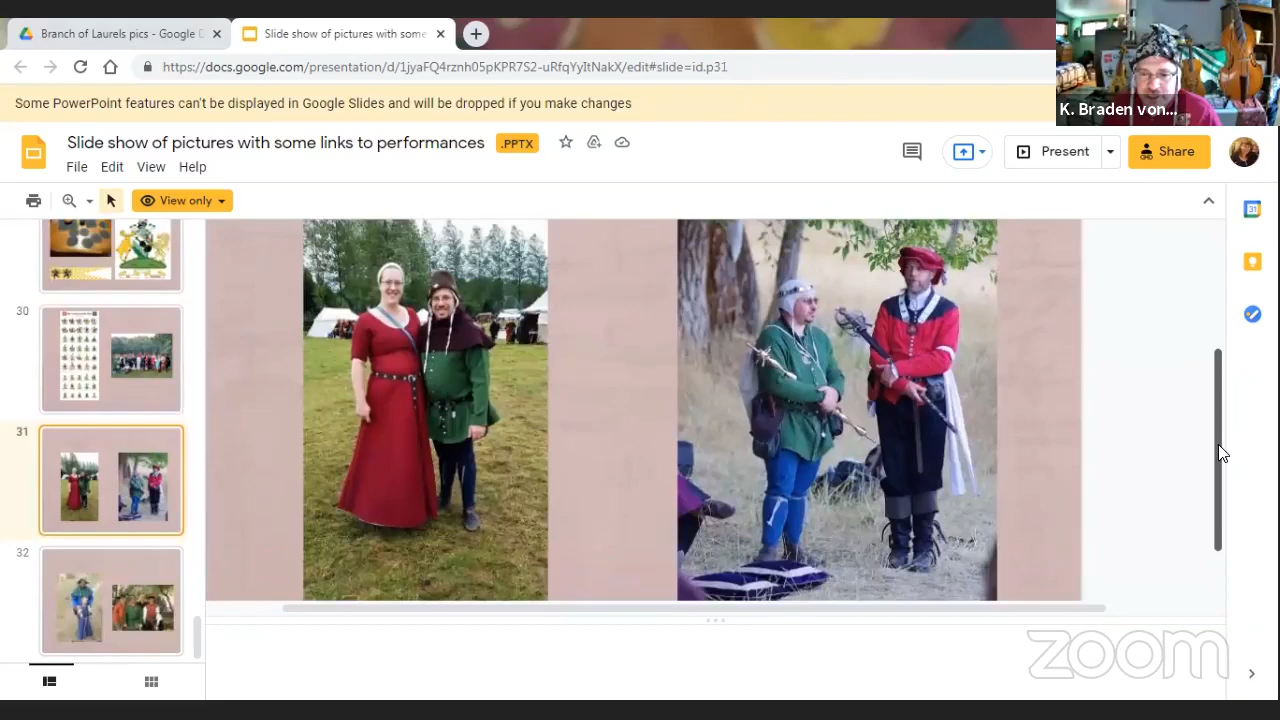 Branch of Laurels pics - Google D
Slide show of pictures with some
https://docs.google.com/presentation/d/1jyaFQ4rznh05pKPR7S2-uRfqYyItNakX/edit#slide=id.p31
K. Braden von...
Some PowerPoint features can't be displayed in Google Slides and will be dropped if you make changes
Slide show of pictures with some links to performances .PPTX
Present
Share
File Edit View Help
View only
31
30
31
32
zoom